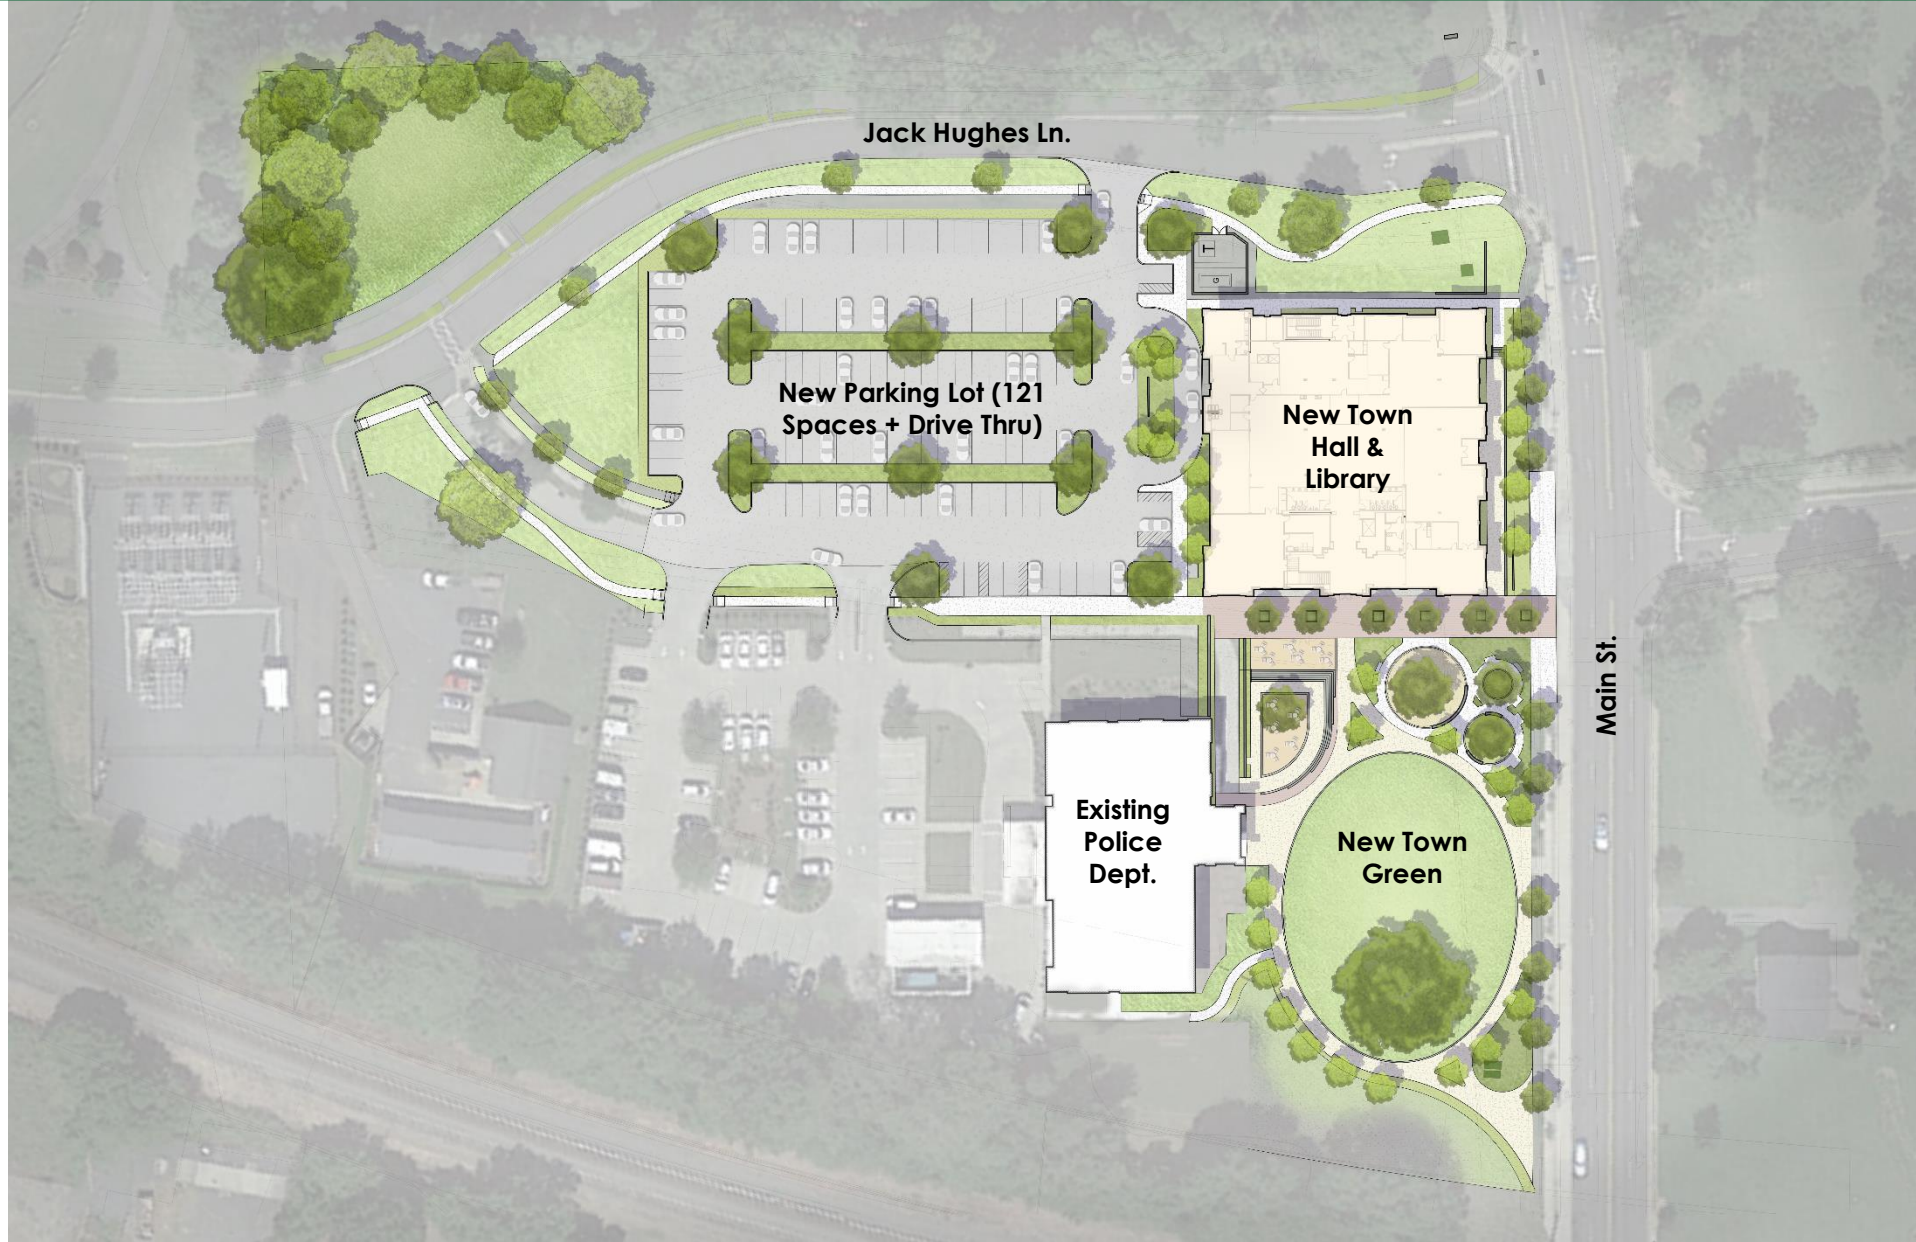 Jack Hughes Ln.
New Parking Lot (121
Spaces + Drive Thru)
T
G
New Town
Hall &
Library
Main St.
Existing
Police
Dept.
New Town
Green